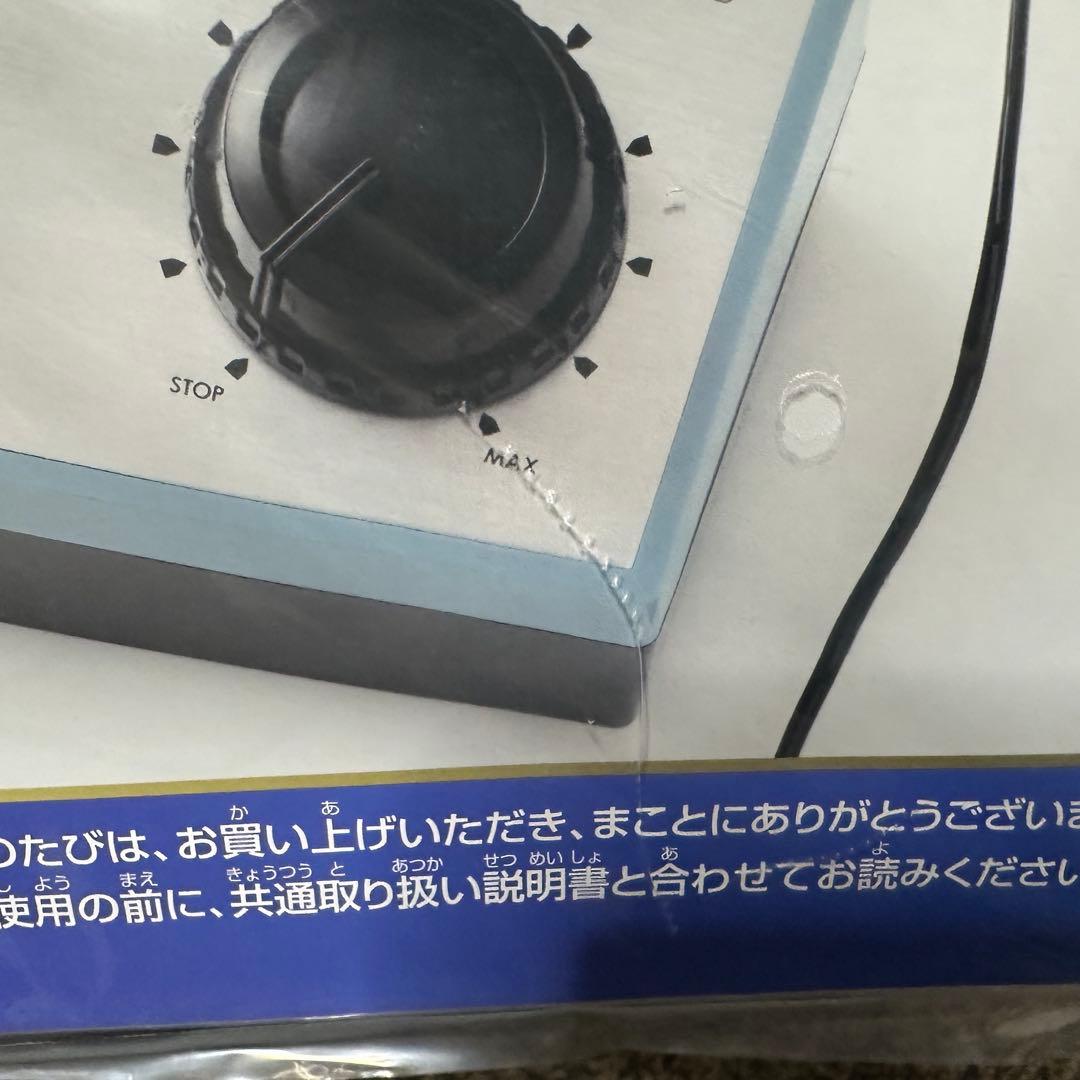 STOP
MAX
のたびは、お買い上げいただき、まことにありがとうございま
使用の前に、共通取り扱い説明書と合わせてお読みください